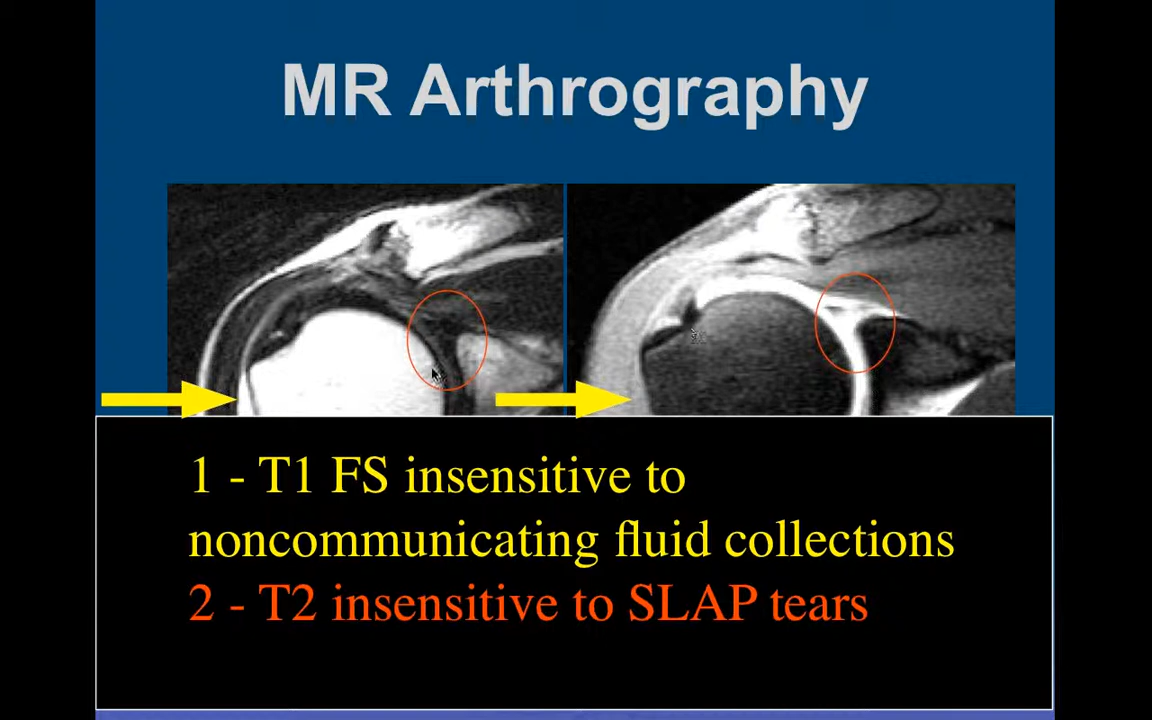 MR Arthrography
1 - T1 FS insensitive to
noncommunicating fluid collections
2 - T2 insensitive to SLAP tears